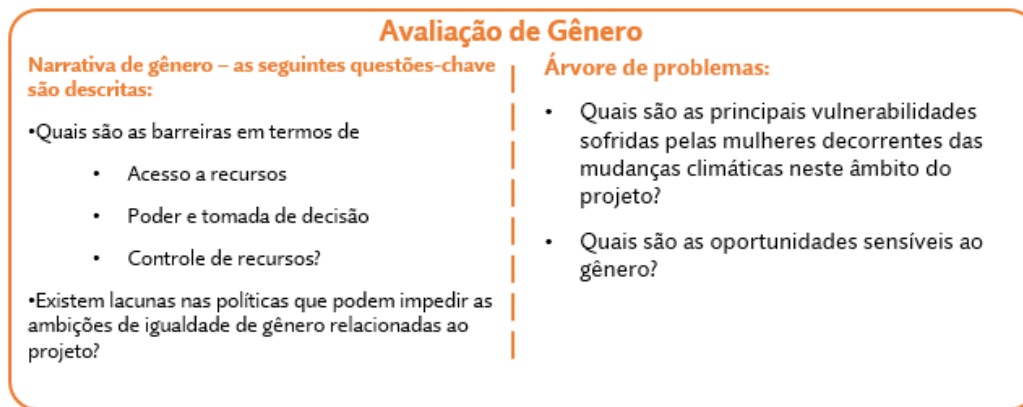 Avaliação de Gênero
Narrativa de gênero – as seguintes questões-chave
são descritas:
•Quais são as barreiras em termos de
• Acesso a recursos
• Poder e tomada de decisão
• Controle de recursos?
•Existem lacunas nas políticas que podem impedir as
ambições de igualdade de gênero relacionadas ao
projeto?
Árvore de problemas:
• Quais são as principais vulnerabilidades
sofridas pelas mulheres decorrentes das
mudanças climáticas neste âmbito do
projeto?
• Quais são as oportunidades sensíveis ao
gênero?